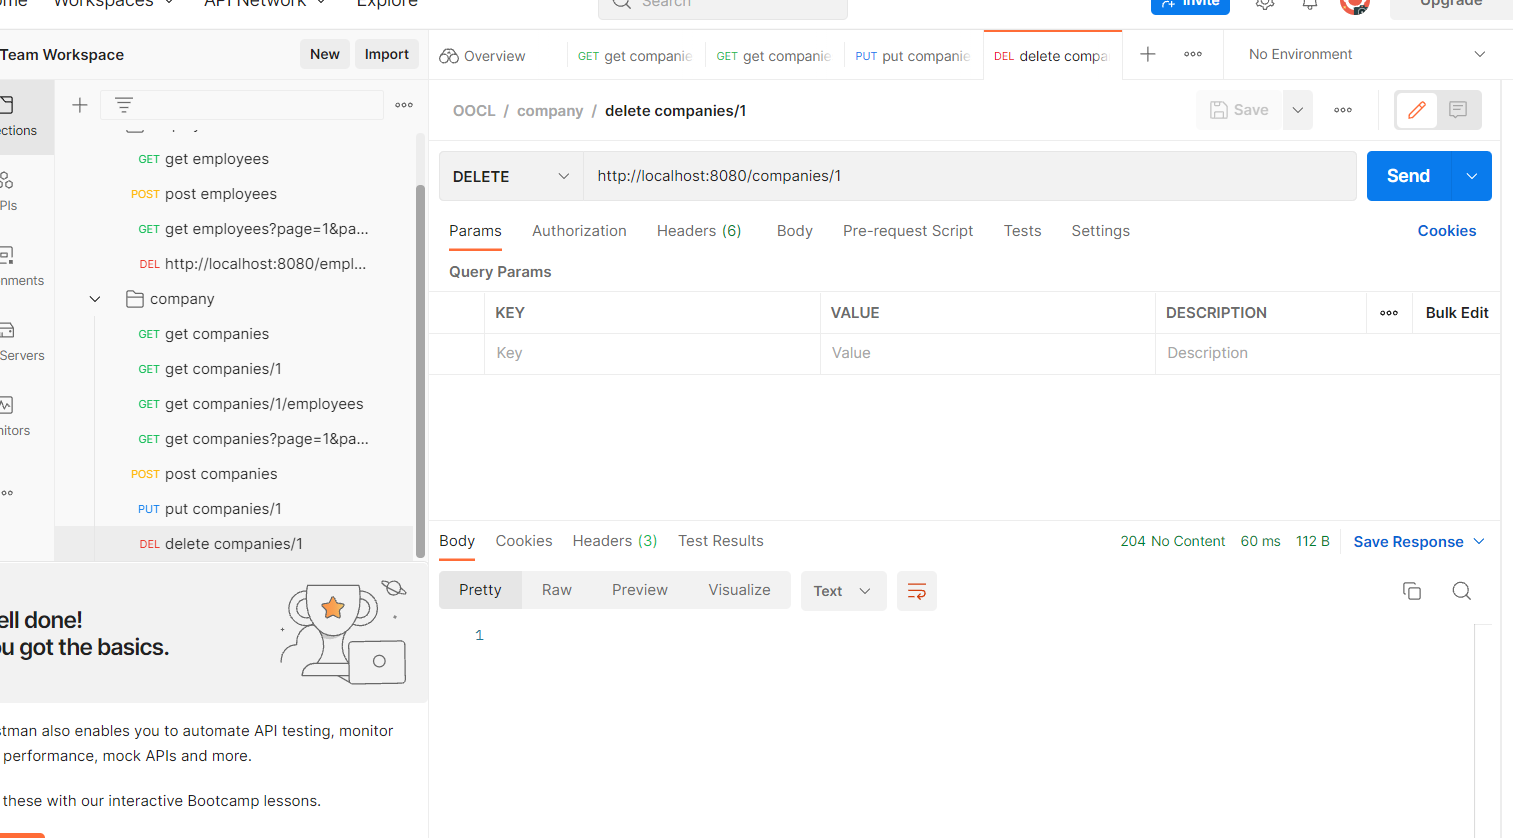 Workspaces
API Network
Explore
Search
Invite
Upgrade
Team Workspace
New
Import
Overview
GET get companie
GET get companie
PUT put companie
DEL delete compa
No Environment
OOCL / company / delete companies/1
Save
DELETE
http://localhost:8080/companies/1
Send
Params
Authorization
Headers (6)
Body
Pre-request Script
Tests
Settings
Cookies
Query Params
KEY
VALUE
DESCRIPTION
Bulk Edit
Key
Value
Description
ections
PIs
nments
Servers
nitors
GET get employees
POST post employees
GET get employees?page=1&pa...
DEL http://localhost:8080/empl...
company
GET get companies
GET get companies/1
GET get companies/1/employees
GET get companies?page=1&pa...
POST post companies
PUT put companies/1
DEL delete companies/1
ell done!
u got the basics.
stman also enables you to automate API testing, monitor
performance, mock APIs and more.
these with our interactive Bootcamp lessons.
Body
Cookies
Headers (3)
Test Results
204 No Content
60 ms
112 B
Save Response
Pretty
Raw
Preview
Visualize
Text
1